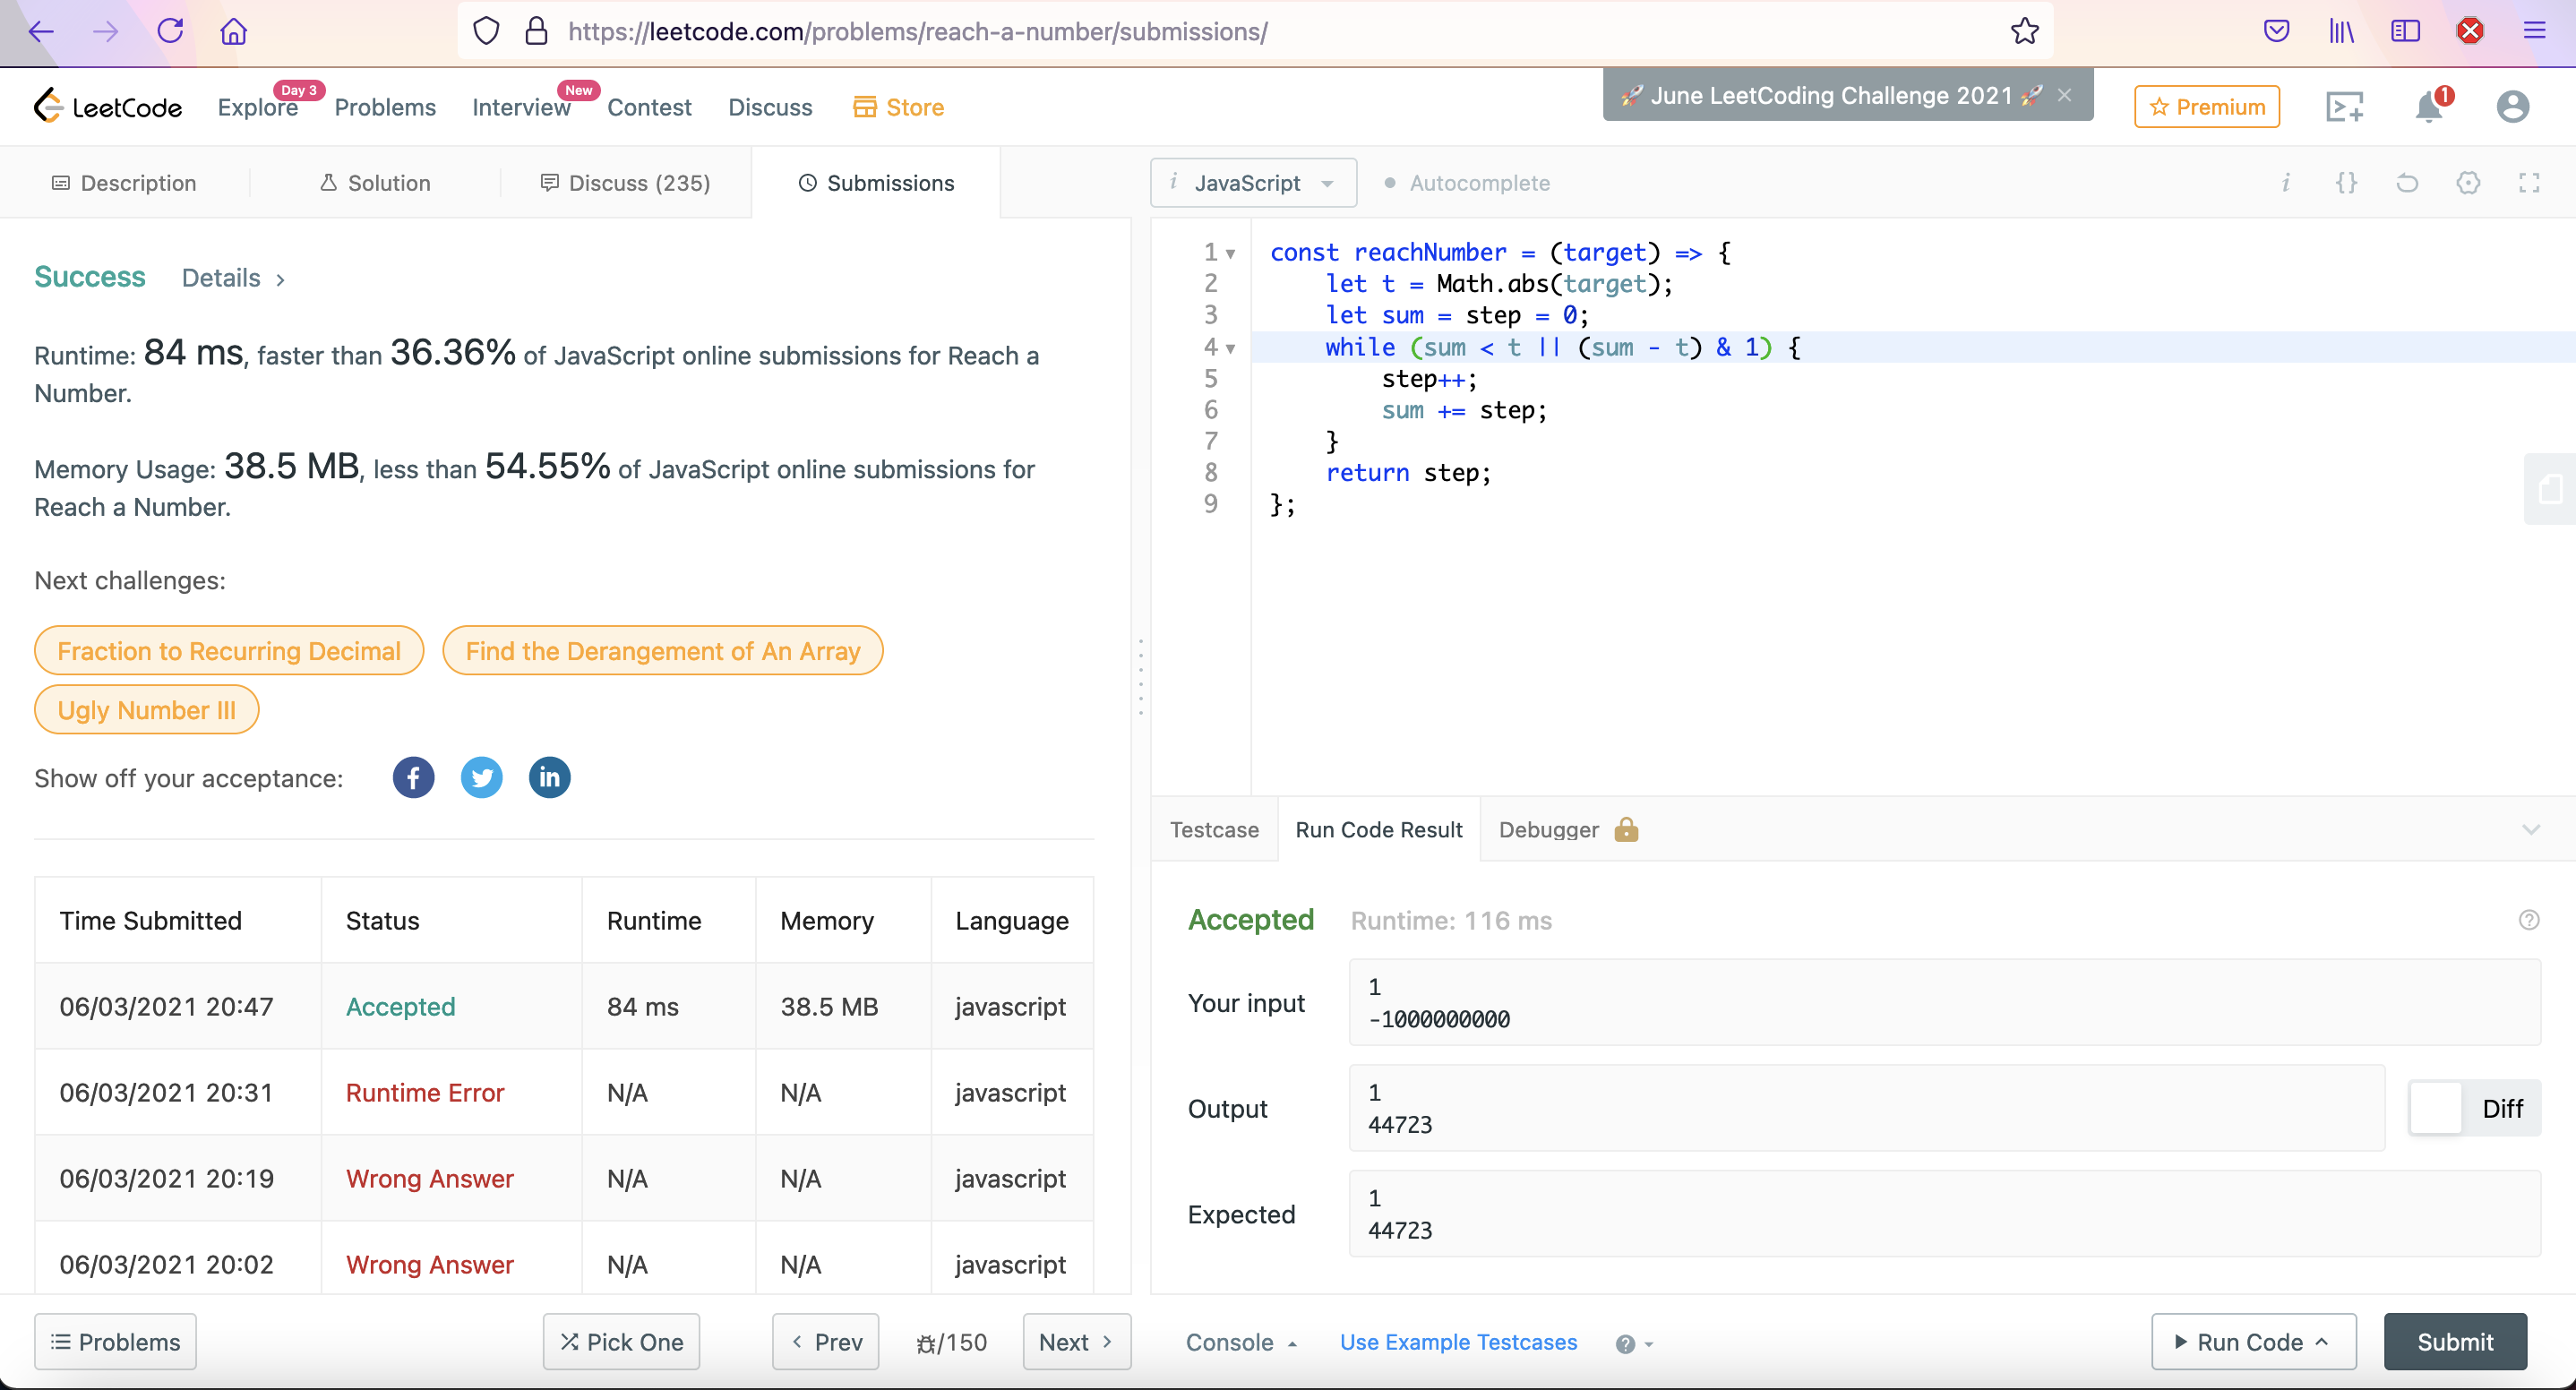 https://leetcode.com/problems/reach-a-number/submissions/
LeetCode
Explore
Day 3
Problems
Interview
New
Contest
Discuss
Store
🚀 June LeetCoding Challenge 2021 🚀 ×
Premium
1
Description
Solution
Discuss (235)
Submissions
i JavaScript
Autocomplete
i {}
Success Details >
Runtime: 84 ms, faster than 36.36% of JavaScript online submissions for Reach a
Number.
Memory Usage: 38.5 MB, less than 54.55% of JavaScript online submissions for
Reach a Number.
Next challenges:
Fraction to Recurring Decimal
Find the Derangement of An Array
Ugly Number III
Show off your acceptance:
f
in
Time Submitted Status Runtime Memory Language
06/03/2021 20:47 Accepted 84 ms 38.5 MB javascript
06/03/2021 20:31 Runtime Error N/A N/A javascript
06/03/2021 20:19 Wrong Answer N/A N/A javascript
06/03/2021 20:02 Wrong Answer N/A N/A javascript
1 const reachNumber = (target) => {
2 let t = Math.abs(target);
3 let sum = step = 0;
4 while (sum < t || (sum - t) & 1) {
5 step++;
6 sum += step;
7 }
8 return step;
9 };
Testcase
Run Code Result
Debugger
Accepted Runtime: 116 ms
?
Your input
1
-1000000000
Output
1
44723
Diff
Expected
1
44723
Problems
Pick One
< Prev
/150
Next >
Console
Use Example Testcases
?
Run Code
Submit